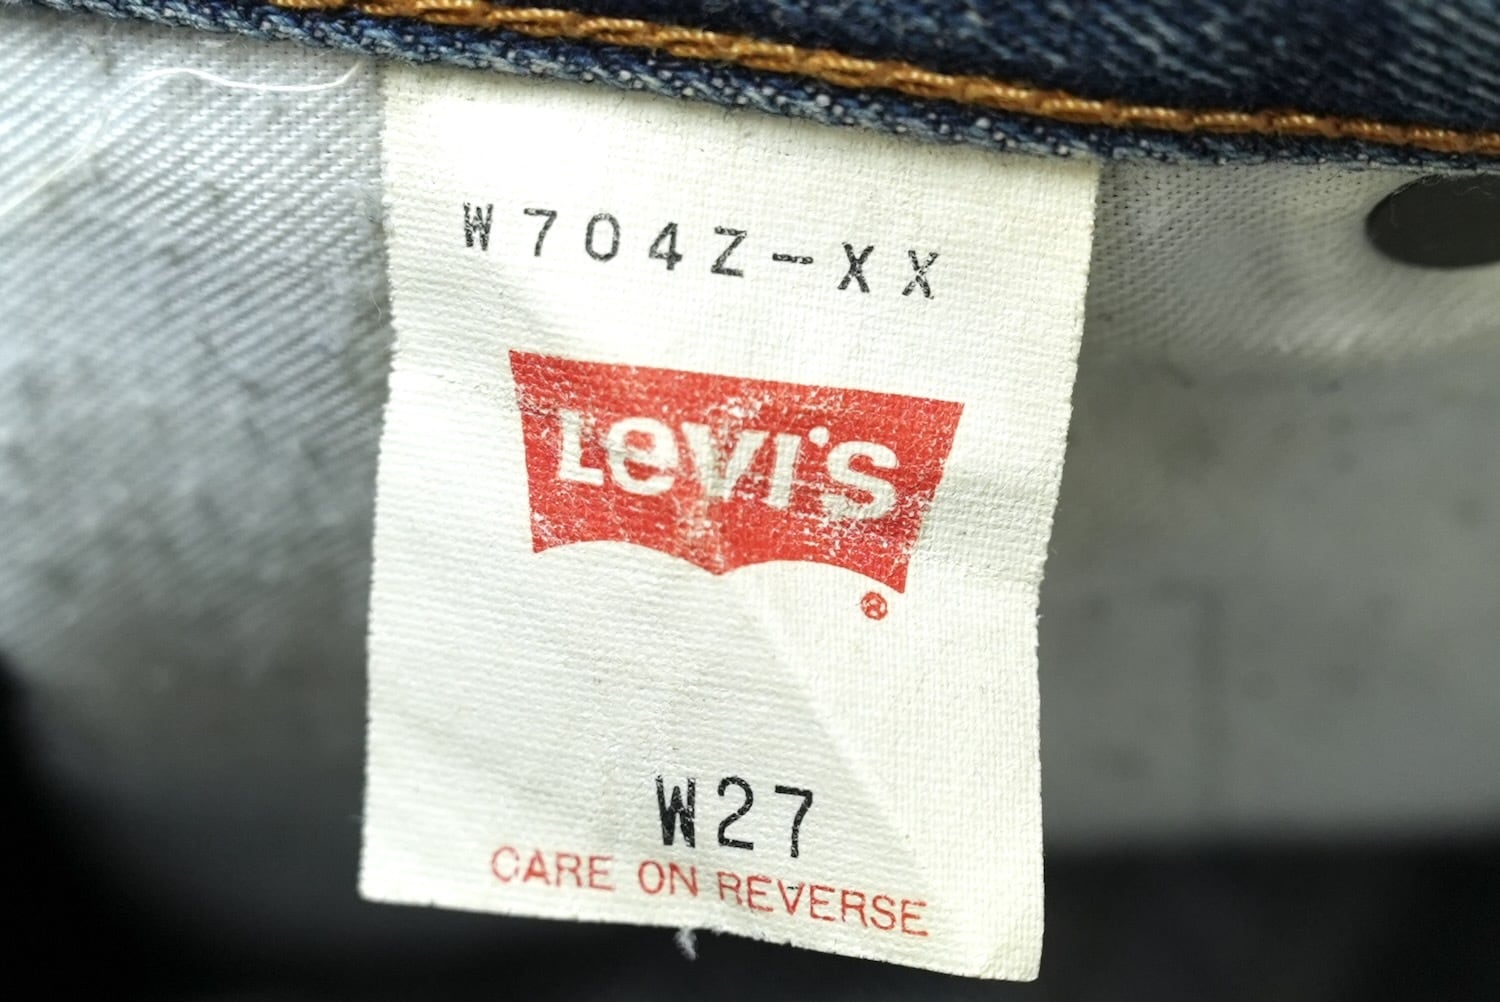 W704Z-XX
LeVI'S
®
W27
CARE ON REVERSE